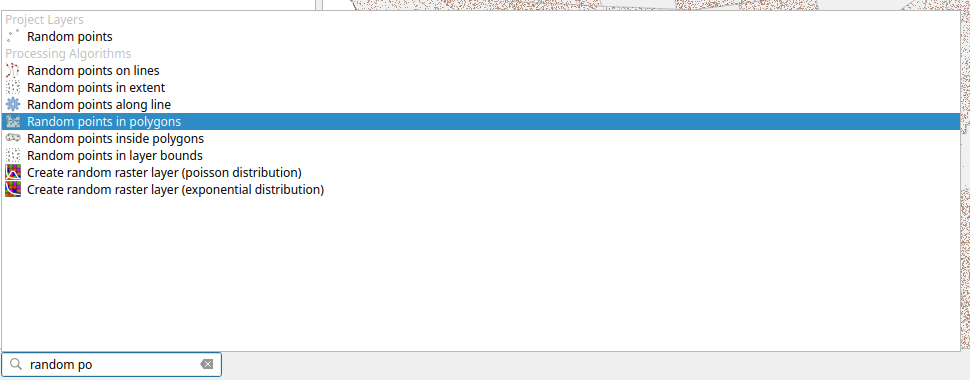 Project Layers
Random points
Processing Algorithms
Random points on lines
Random points in extent
Random points along line
Random points in polygons
Random points inside polygons
Random points in layer bounds
Create random raster layer (poisson distribution)
Create random raster layer (exponential distribution)
random po